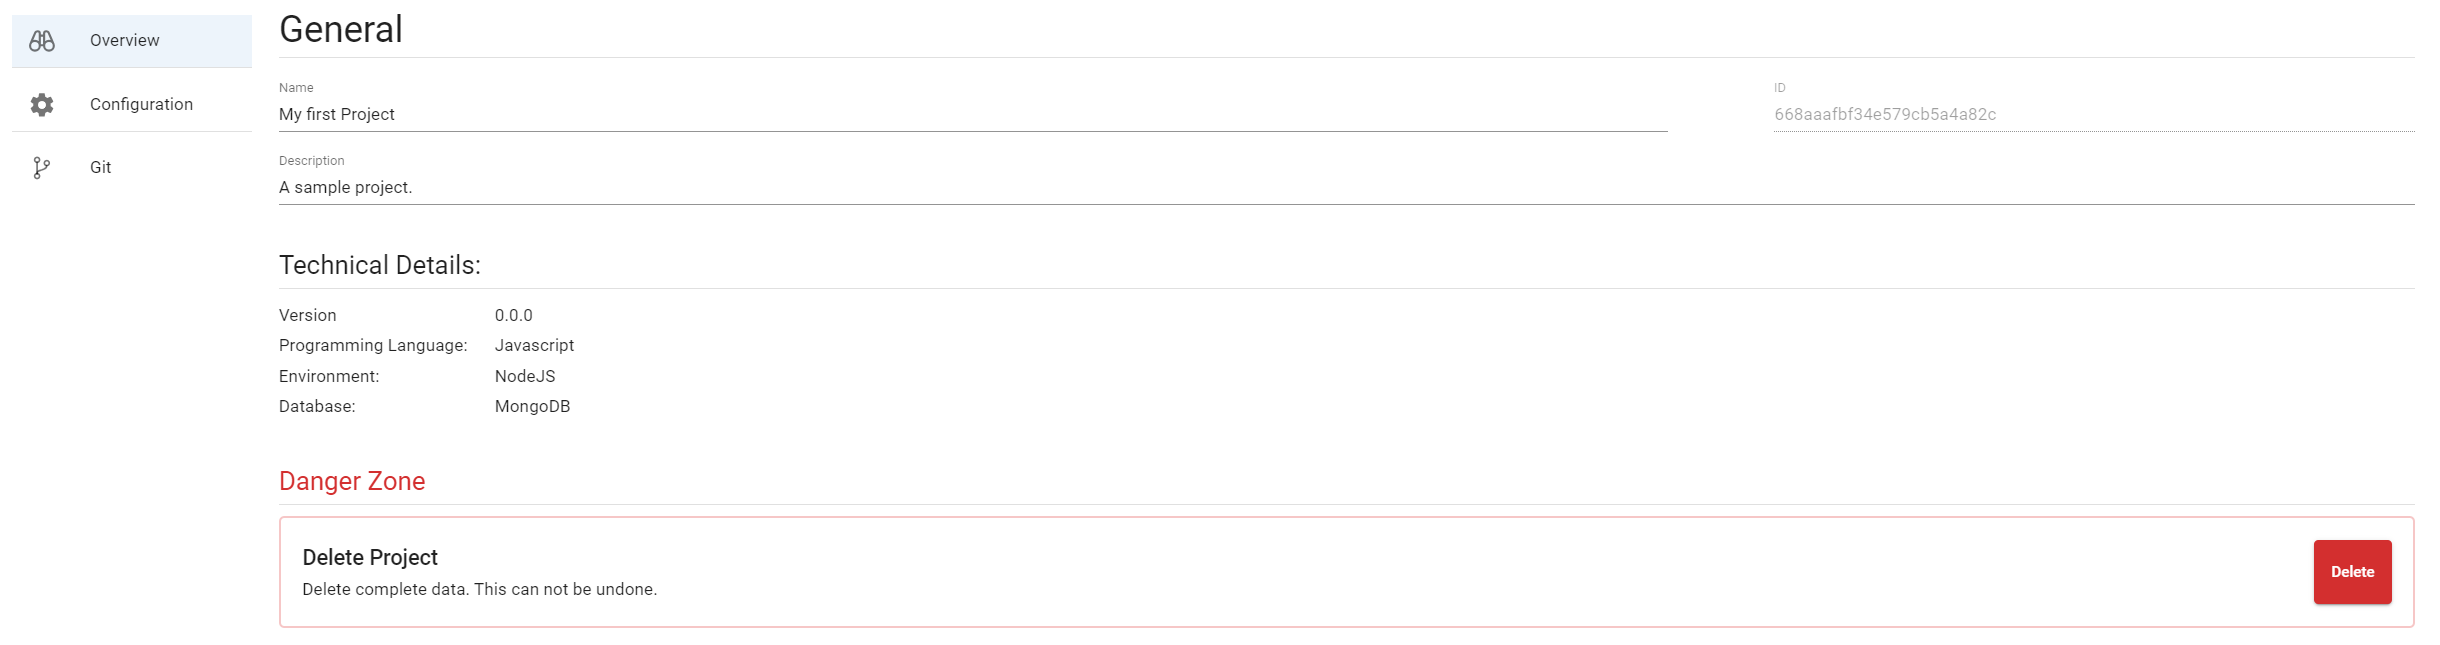 Overview
Configuration
Git
General
Name
My first Project
ID
668aaafbf34e579cb5a4a82c
Description
A sample project.
Technical Details:
Version 0.0.0
Programming Language: Javascript
Environment: NodeJS
Database: MongoDB
Danger Zone
Delete Project
Delete complete data. This can not be undone.
Delete